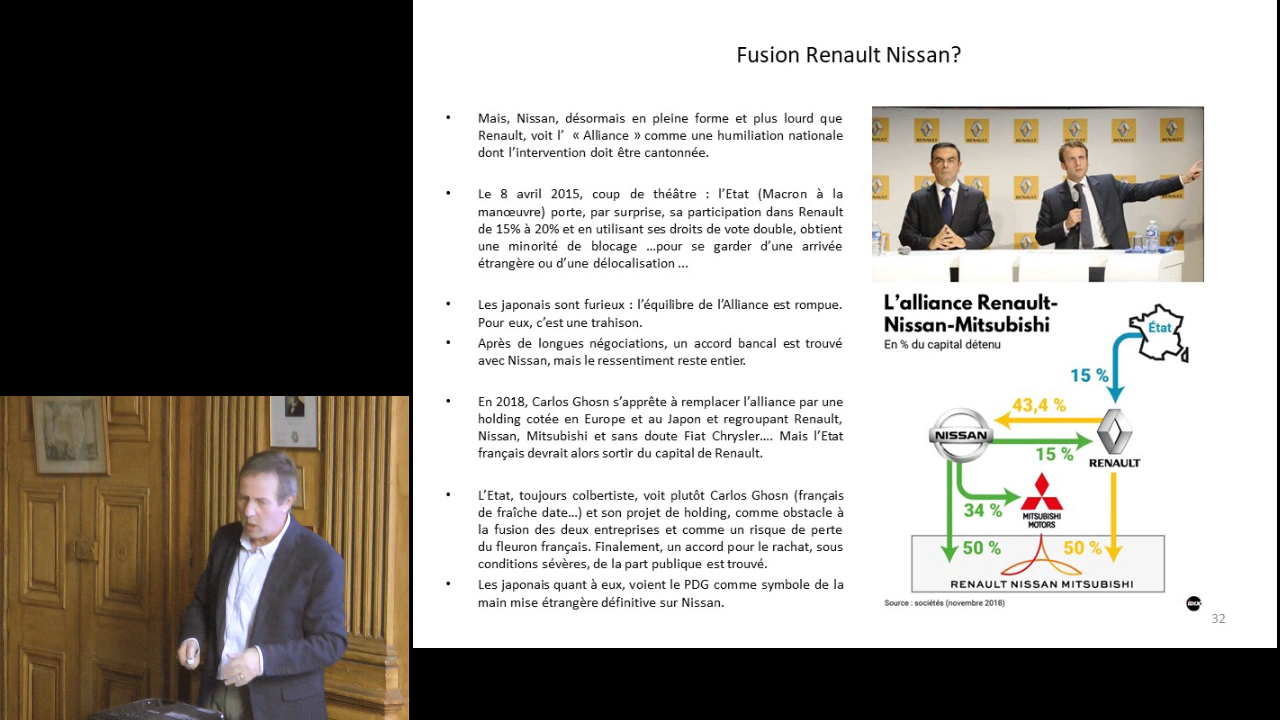 Fusion Renault Nissan?
• Mais, Nissan, désormais en pleine forme et plus lourd que
Renault, voit l’ « Alliance » comme une humiliation nationale
dont l’intervention doit être cantonnée.
• Le 8 avril 2015, coup de théâtre : l’Etat (Macron à la
manœuvre) porte, par surprise, sa participation dans Renault
de 15% à 20% et en utilisant ses droits de vote double, obtient
une minorité de blocage …pour se garder d’une arrivée
étrangère ou d’une délocalisation …
• Les japonais sont furieux : l’équilibre de l’Alliance est rompue.
Pour eux, c’est une trahison.
• Après de longues négociations, un accord bancal est trouvé
avec Nissan, mais le ressentiment reste entier.
• En 2018, Carlos Ghosn s’apprête à remplacer l’alliance par une
holding cotée en Europe et au Japon et regroupant Renault,
Nissan, Mitsubishi et sans doute Fiat Chrysler…. Mais l’Etat
français devrait alors sortir du capital de Renault.
• L’Etat, toujours colbertiste, voit plutôt Carlos Ghosn (français
de fraîche date…) et son projet de holding, comme obstacle à
la fusion des deux entreprises et comme un risque de perte
du fleuron français. Finalement, un accord pour le rachat, sous
conditions sévères, de la part publique est trouvé.
• Les japonais quant à eux, voient le PDG comme symbole de la
main mise étrangère définitive sur Nissan.
L’alliance Renault-
Nissan-Mitsubishi
En % du capital détenu
État
15 %
43,4 %
NISSAN
15 %
RENAULT
34 %
MITSUBISHI
MOTORS
50 %
50 %
RENAULT NISSAN MITSUBISHI
Source : sociétés (novembre 2018)
IDIX
32